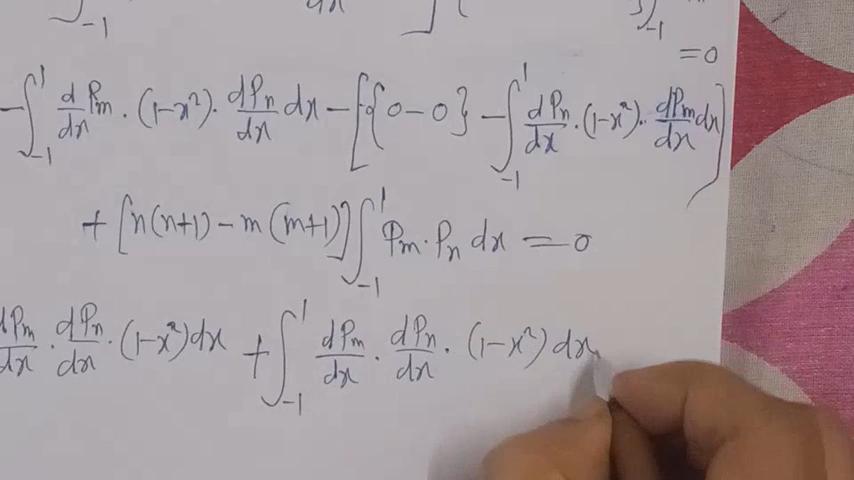 ∫_{-1} dx ] { }_{-1}
=0
-∫_{-1}^{1} d/dx Pm · (1-x²) · dPn/dx dx - [{0-0} - ∫_{-1}^{1} dPn/dx · (1-x²) · dPm/dx dx]
+ [n(n+1) - m(m+1)] ∫_{-1}^{1} Pm · Pn dx = 0
dPm/dx · dPn/dx · (1-x²) dx + ∫_{-1}^{1} dPm/dx · dPn/dx · (1-x²) dx